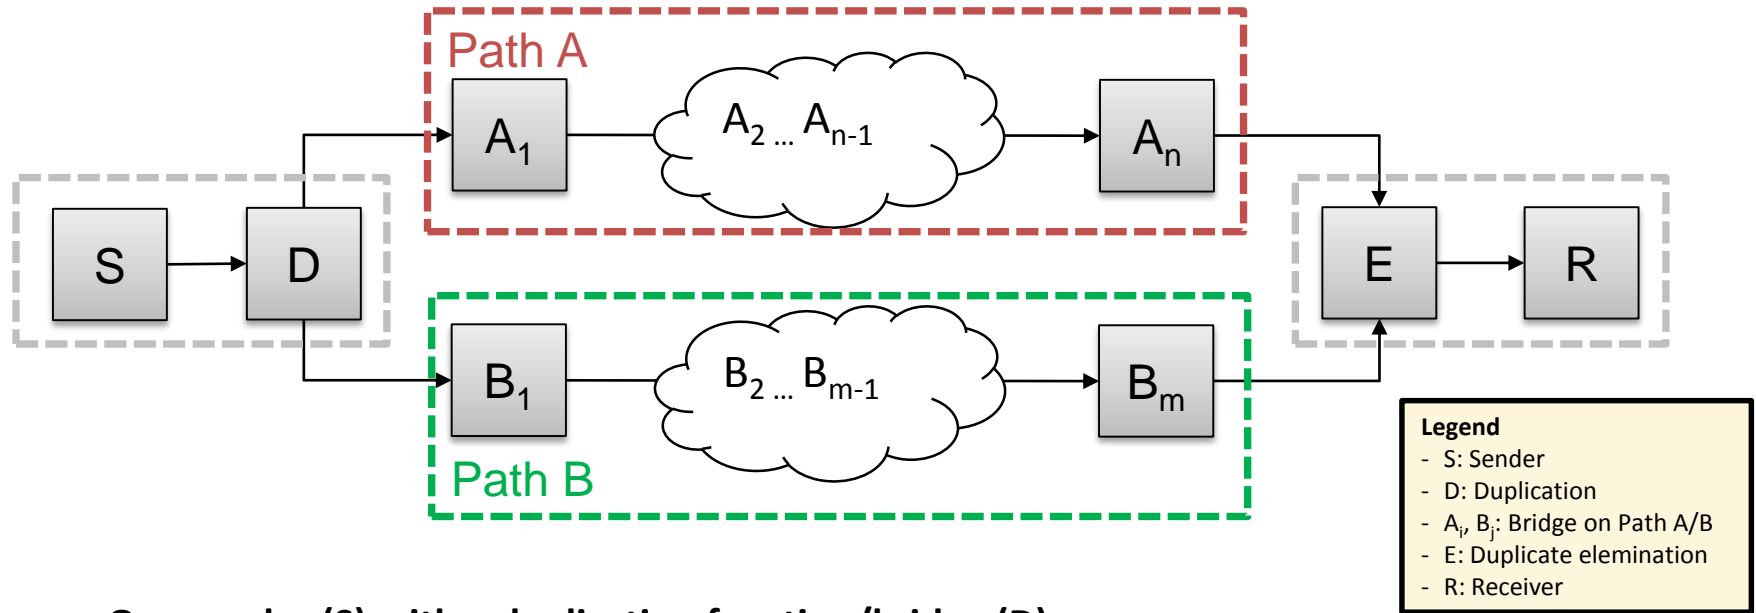 Path A
A1
A2 ... An-1
An
S
D
E
R
B1
B2 ... Bm-1
Bm
Path B
Legend
- S: Sender
- D: Duplication
- Ai, Bj: Bridge on Path A/B
- E: Duplicate elemination
- R: Receiver